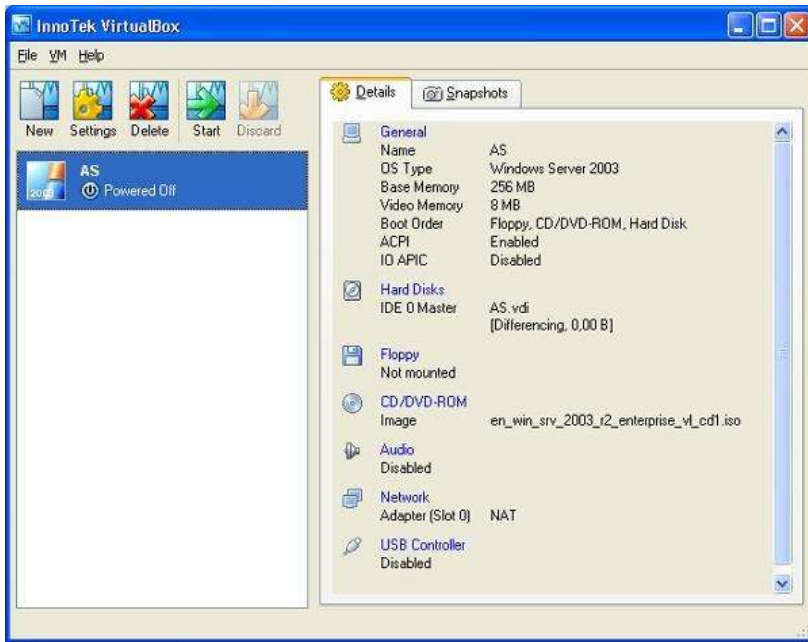 InnoTek VirtualBox
File VM Help
New Settings Delete Start Discard
AS
Powered Off
2003
Details Snapshots
General
Name AS
OS Type Windows Server 2003
Base Memory 256 MB
Video Memory 8 MB
Boot Order Floppy, CD/DVD-ROM, Hard Disk
ACPI Enabled
IO APIC Disabled
Hard Disks
IDE 0 Master AS.vdi
[Differencing, 0,00 B]
Floppy
Not mounted
CD/DVD-ROM
Image en_win_srv_2003_r2_enterprise_vl_cd1.iso
Audio
Disabled
Network
Adapter (Slot 0) NAT
USB Controller
Disabled